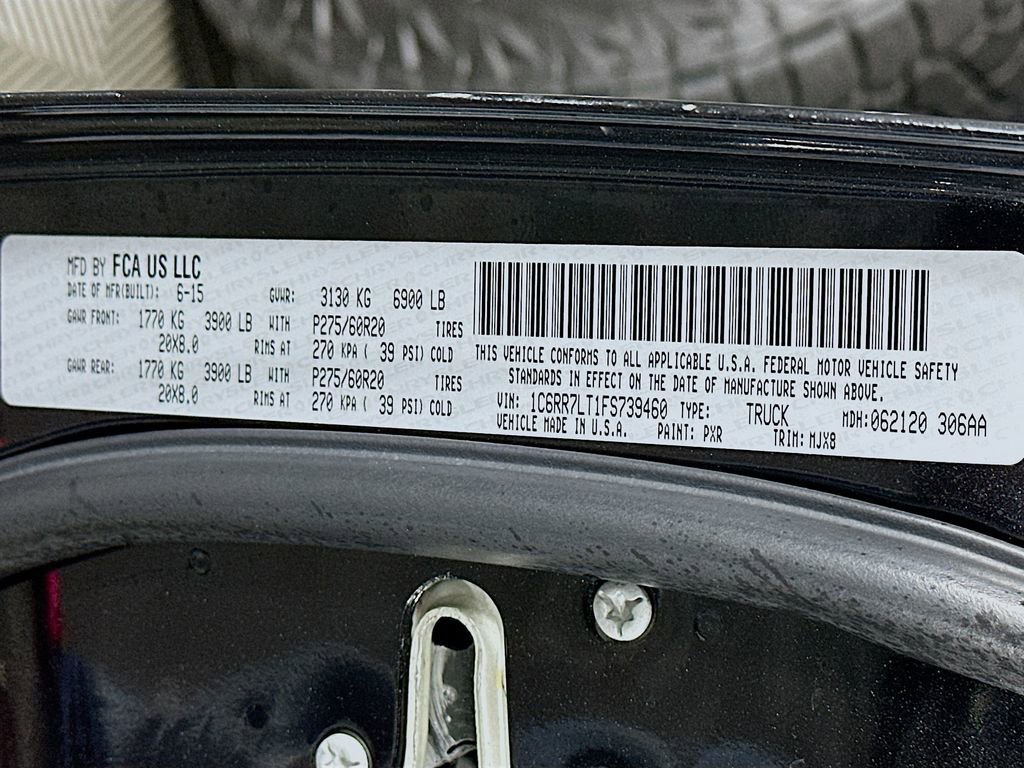 MFD BY FCA US LLC
DATE OF MFR(BUILT): 6-15 GVWR: 3130 KG 6900 LB
GAWR FRONT: 1770 KG 3900 LB WITH P275/60R20 TIRES
20X8.0 RIMS AT 270 KPA ( 39 PSI) COLD
GAWR REAR: 1770 KG 3900 LB WITH P275/60R20 TIRES
20X8.0 RIMS AT 270 KPA ( 39 PSI) COLD
THIS VEHICLE CONFORMS TO ALL APPLICABLE U.S.A. FEDERAL MOTOR VEHICLE SAFETY
STANDARDS IN EFFECT ON THE DATE OF MANUFACTURE SHOWN ABOVE.
VIN: 1C6RR7LT1FS739460 TYPE: TRUCK MDH:062120 306AA
VEHICLE MADE IN U.S.A. PAINT: PXR TRIM: MJX8